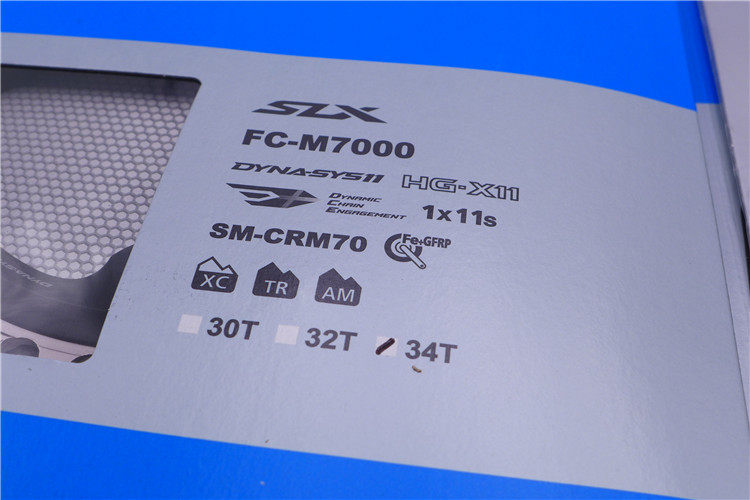 SLX
FC-M7000
DYNA-SYS11 HG-X11
DYNAMIC
CHAIN
ENGAGEMENT
1x11s
SM-CRM70 Fe+GFRP
XC TR AM
30T 32T 34T